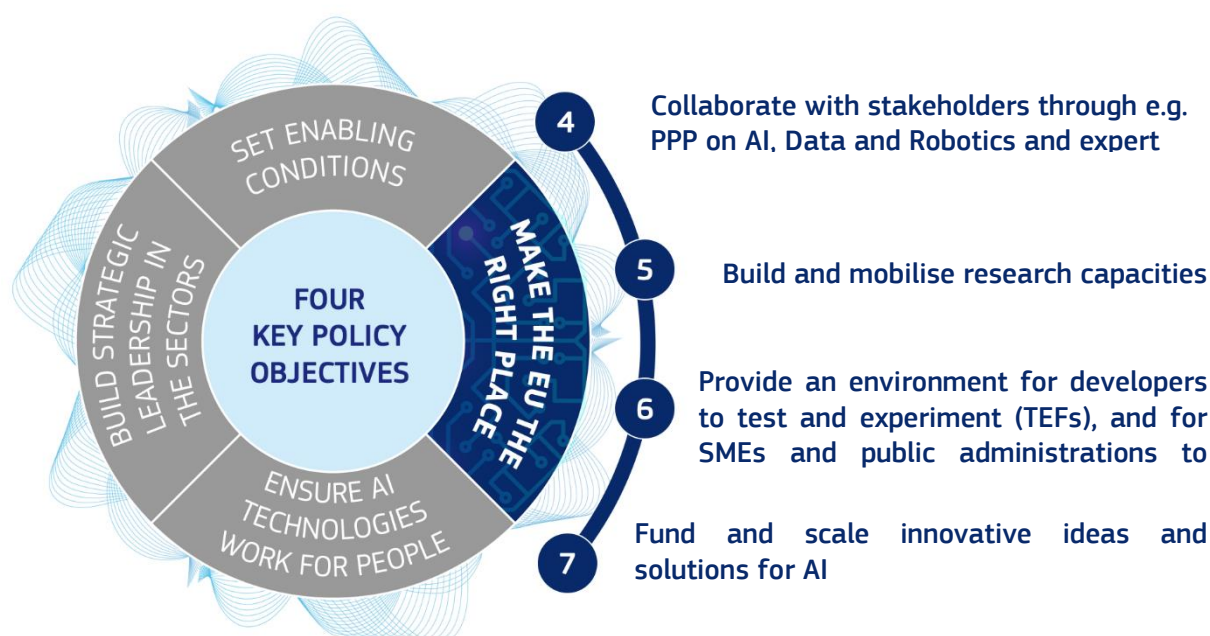 SET ENABLING
CONDITIONS
BUILD STRATEGIC
LEADERSHIP IN
THE SECTORS
FOUR
KEY POLICY
OBJECTIVES
MAKE THE EU THE
RIGHT PLACE
ENSURE AI
TECHNOLOGIES
WORK FOR PEOPLE
4
Collaborate with stakeholders through e.g.
PPP on AI, Data and Robotics and expert
5
Build and mobilise research capacities
6
Provide an environment for developers
to test and experiment (TEFs), and for
SMEs and public administrations to
7
Fund and scale innovative ideas and
solutions for AI